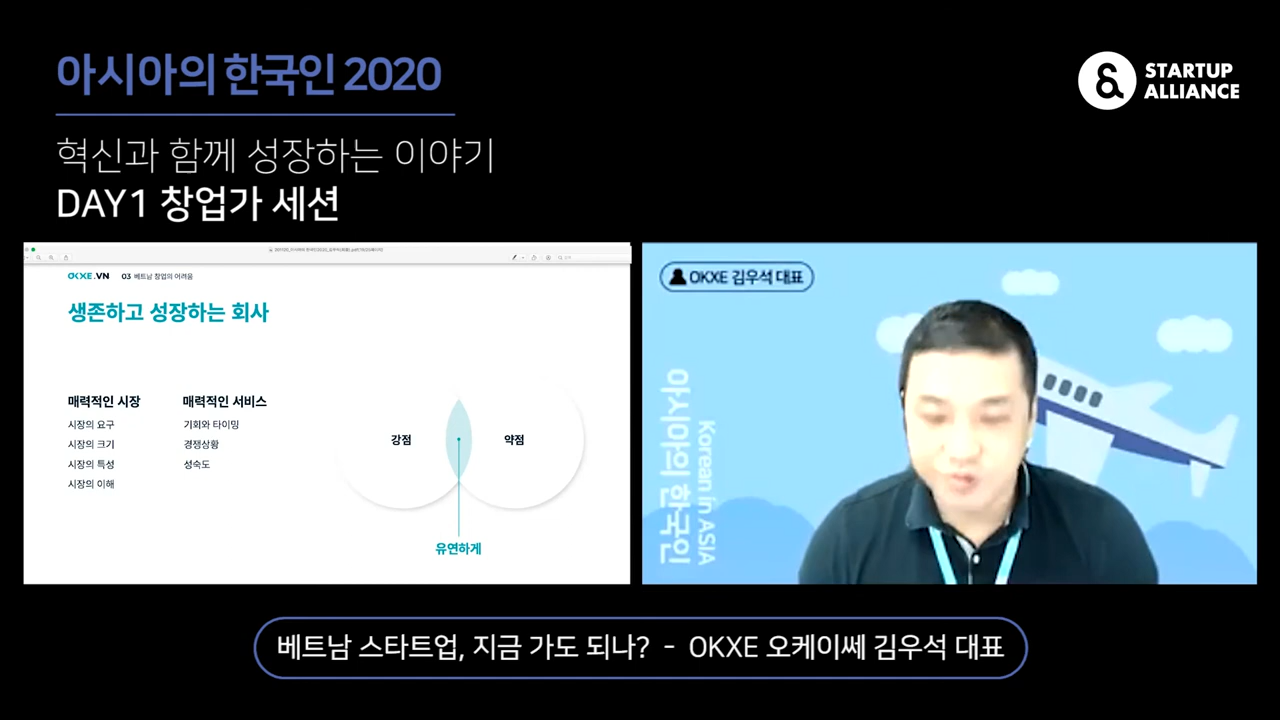 아시아의 한국인 2020
STARTUP
ALLIANCE
혁신과 함께 성장하는 이야기
DAY1 창업가 세션
OKXE.VN 03 베트남 창업의 어려움
생존하고 성장하는 회사
매력적인 시장
시장의 요구
시장의 크기
시장의 특성
시장의 이해
매력적인 서비스
기회와 타이밍
경쟁상황
성숙도
강점
약점
유연하게
OKXE 김우석 대표
아시아의 한국인
Korean in ASIA
베트남 스타트업, 지금 가도 되나? - OKXE 오케이쎄 김우석 대표